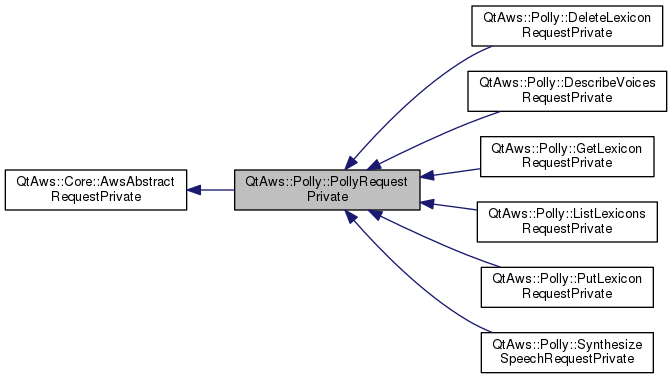 QtAws::Polly::DeleteLexicon
RequestPrivate
QtAws::Polly::DescribeVoices
RequestPrivate
QtAws::Polly::GetLexicon
RequestPrivate
QtAws::Core::AwsAbstract
RequestPrivate
QtAws::Polly::PollyRequest
Private
QtAws::Polly::ListLexicons
RequestPrivate
QtAws::Polly::PutLexicon
RequestPrivate
QtAws::Polly::Synthesize
SpeechRequestPrivate